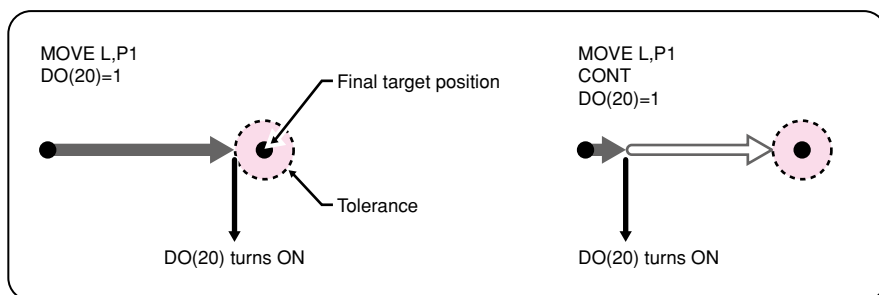 MOVE L,P1
DO(20)=1
Final target position
Tolerance
DO(20) turns ON
MOVE L,P1
CONT
DO(20)=1
DO(20) turns ON